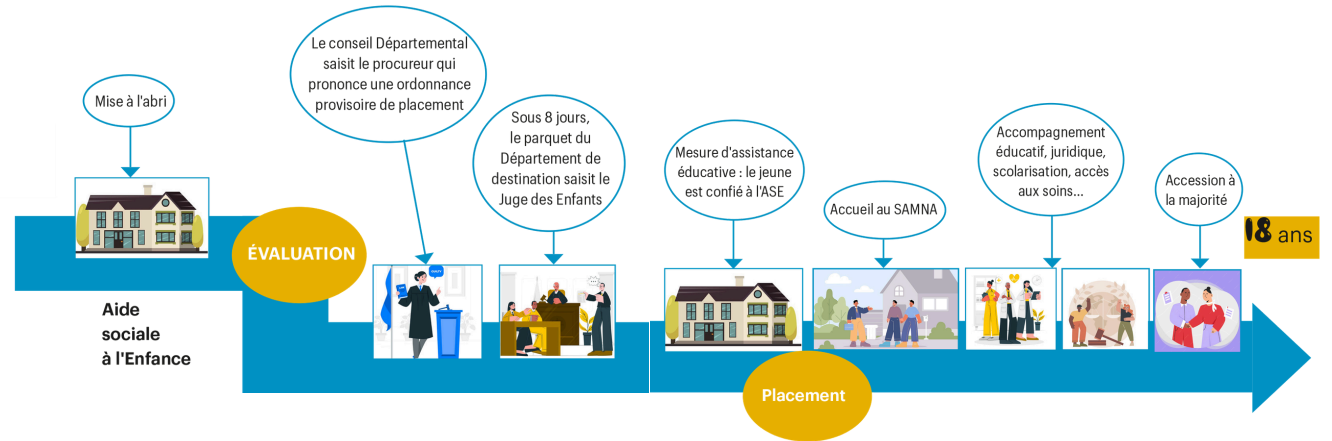 Mise à l'abri
Aide
sociale
à l'Enfance
ÉVALUATION
Le conseil Départemental
saisit le procureur qui
prononce une ordonnance
provisoire de placement
Sous 8 jours,
le parquet du
Département de
destination saisit le
Juge des Enfants
Mesure d'assistance
éducative : le jeune
est confié à l'ASE
Accueil au SAMNA
Placement
Accompagnement
éducatif, juridique,
scolarisation, accès
aux soins...
Accession à
la majorité
18 ans